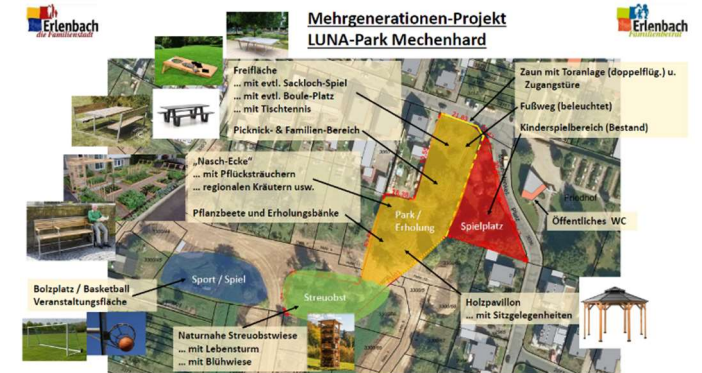 Erlenbach
die Familienstadt
Mehrgenerationen-Projekt
LUNA-Park Mechenhard
Erlenbach
Familienbeirat
Freifläche
... mit evtl. Sackloch-Spiel
... mit evtl. Boule-Platz
... mit Tischtennis
Picknick- & Familien-Bereich
Zaun mit Toranlage (doppelflüg.) u.
Zugangstüre
Fußweg (beleuchtet)
Kinderspielbereich (Bestand)
„Nasch-Ecke"
... mit Pflücksträuchern
... regionalen Kräutern usw.
Pflanzbeete und Erholungsbänke
Park /
Erholung
Spielplatz
Friedhof
Öffentliches WC
Sport / Spiel
Streuobst
Bolzplatz / Basketball
Veranstaltungsfläche
Naturnahe Streuobstwiese
... mit Lebensturm
... mit Blühwiese
Holzpavillon
... mit Sitzgelegenheiten